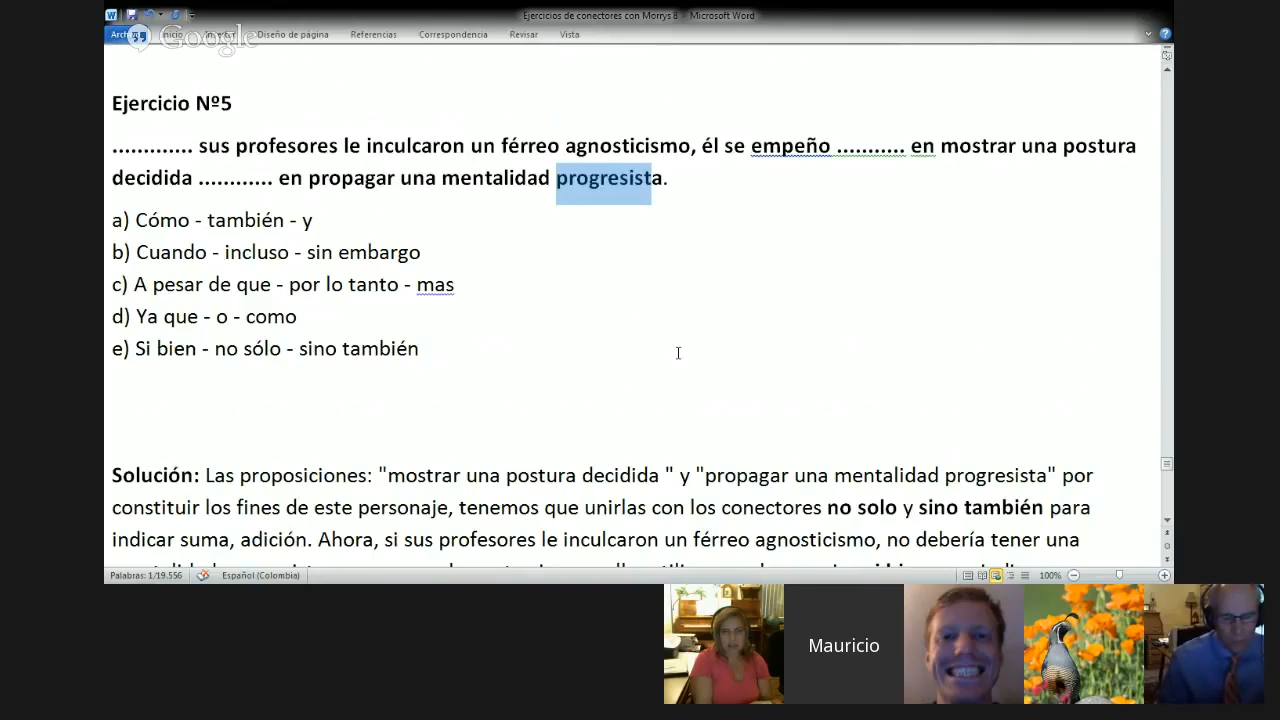 Ejercicios de conectores con Morrys 8 - Microsoft Word
Archivo Inicio Insertar Diseño de página Referencias Correspondencia Revisar Vista
Google
Ejercicio Nº5
............. sus profesores le inculcaron un férreo agnosticismo, él se empeño ........... en mostrar una postura
decidida ............ en propagar una mentalidad progresista.
a) Cómo - también - y
b) Cuando - incluso - sin embargo
c) A pesar de que - por lo tanto - mas
d) Ya que - o - como
e) Si bien - no sólo - sino también
Solución: Las proposiciones: "mostrar una postura decidida " y "propagar una mentalidad progresista" por
constituir los fines de este personaje, tenemos que unirlas con los conectores no solo y sino también para
indicar suma, adición. Ahora, si sus profesores le inculcaron un férreo agnosticismo, no debería tener una
Palabras: 1/19.556 Español (Colombia) 100%
Mauricio